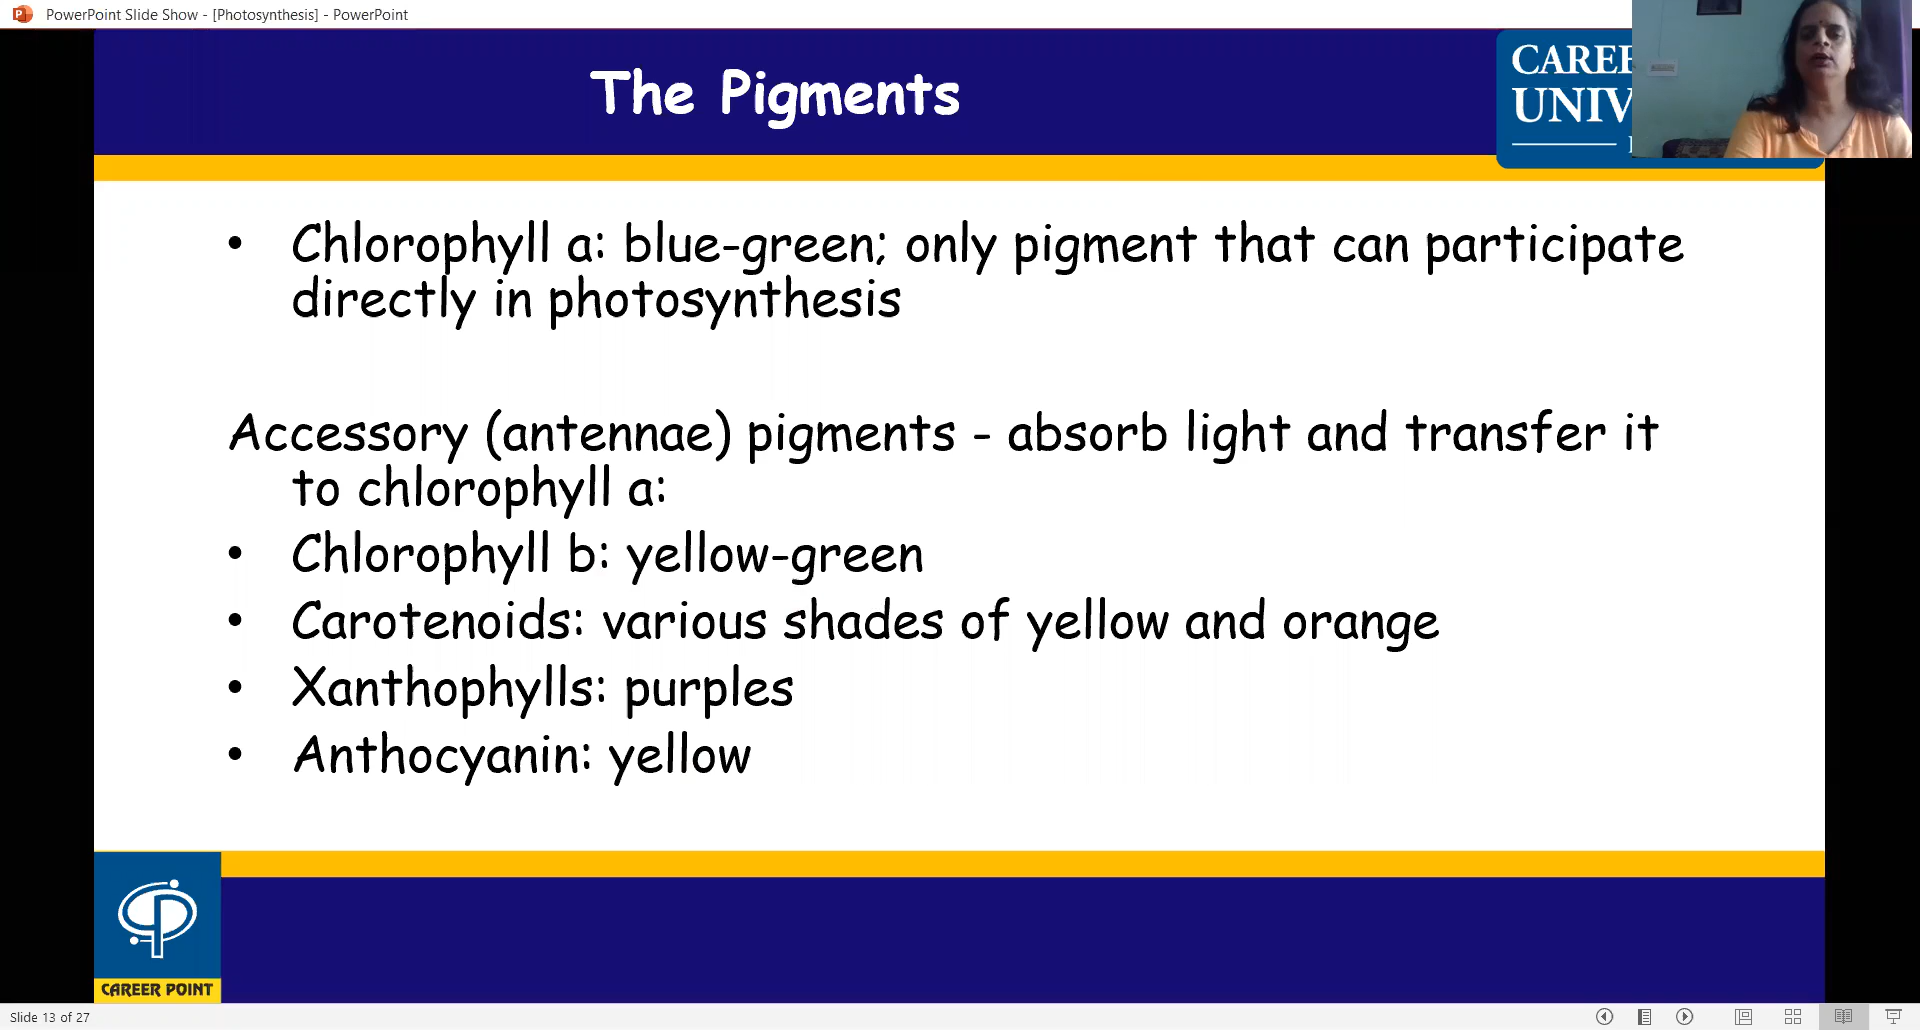 PowerPoint Slide Show - [Photosynthesis] - PowerPoint
The Pigments
CAREE
UNIV
• Chlorophyll a: blue-green; only pigment that can participate
directly in photosynthesis
Accessory (antennae) pigments - absorb light and transfer it
to chlorophyll a:
• Chlorophyll b: yellow-green
• Carotenoids: various shades of yellow and orange
• Xanthophylls: purples
• Anthocyanin: yellow
CAREER POINT
Slide 13 of 27